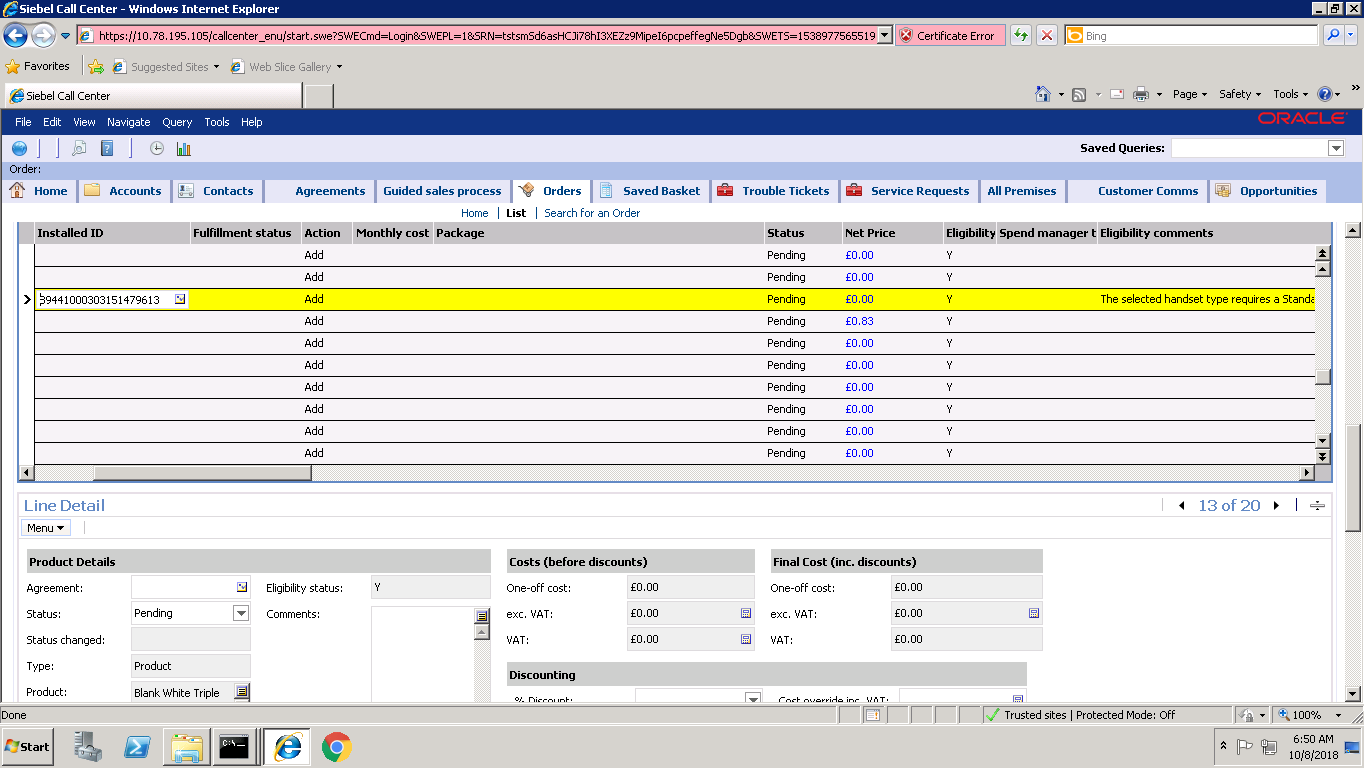 Siebel Call Center - Windows Internet Explorer
https://10.78.195.105/callcenter_enu/start.swe?SWECmd=Login&SWEPL=1&SRN=tstsmSd6asHCJi78hI3XEZz9MipeI6pcpeffegNe5Dgb&SWETS=1538977565519 Certificate Error Bing
Favorites Suggested Sites Web Slice Gallery
Siebel Call Center Page Safety Tools
File Edit View Navigate Query Tools Help ORACLE
Saved Queries:
Order:
Home Accounts Contacts Agreements Guided sales process Orders Saved Basket Trouble Tickets Service Requests All Premises Customer Comms Opportunities
Home List Search for an Order
Installed ID Fulfillment status Action Monthly cost Package Status Net Price Eligibility Spend manager t Eligibility comments
Add Pending £0.00 Y
Add Pending £0.00 Y
39441000303151479613 Add Pending £0.00 Y The selected handset type requires a Standa
Add Pending £0.83 Y
Add Pending £0.00 Y
Add Pending £0.00 Y
Add Pending £0.00 Y
Add Pending £0.00 Y
Add Pending £0.00 Y
Add Pending £0.00 Y
Line Detail 13 of 20
Menu
Product Details Costs (before discounts) Final Cost (inc. discounts)
Agreement: Eligibility status: Y One-off cost: £0.00 One-off cost: £0.00
Status: Pending Comments: exc. VAT: £0.00 exc. VAT: £0.00
Status changed: VAT: £0.00 VAT: £0.00
Type: Product
Discounting
Product: Blank White Triple
% Discount: Cost override inc. VAT:
Done Trusted sites | Protected Mode: Off 100%
Start C:\ 6:50 AM
10/8/2018